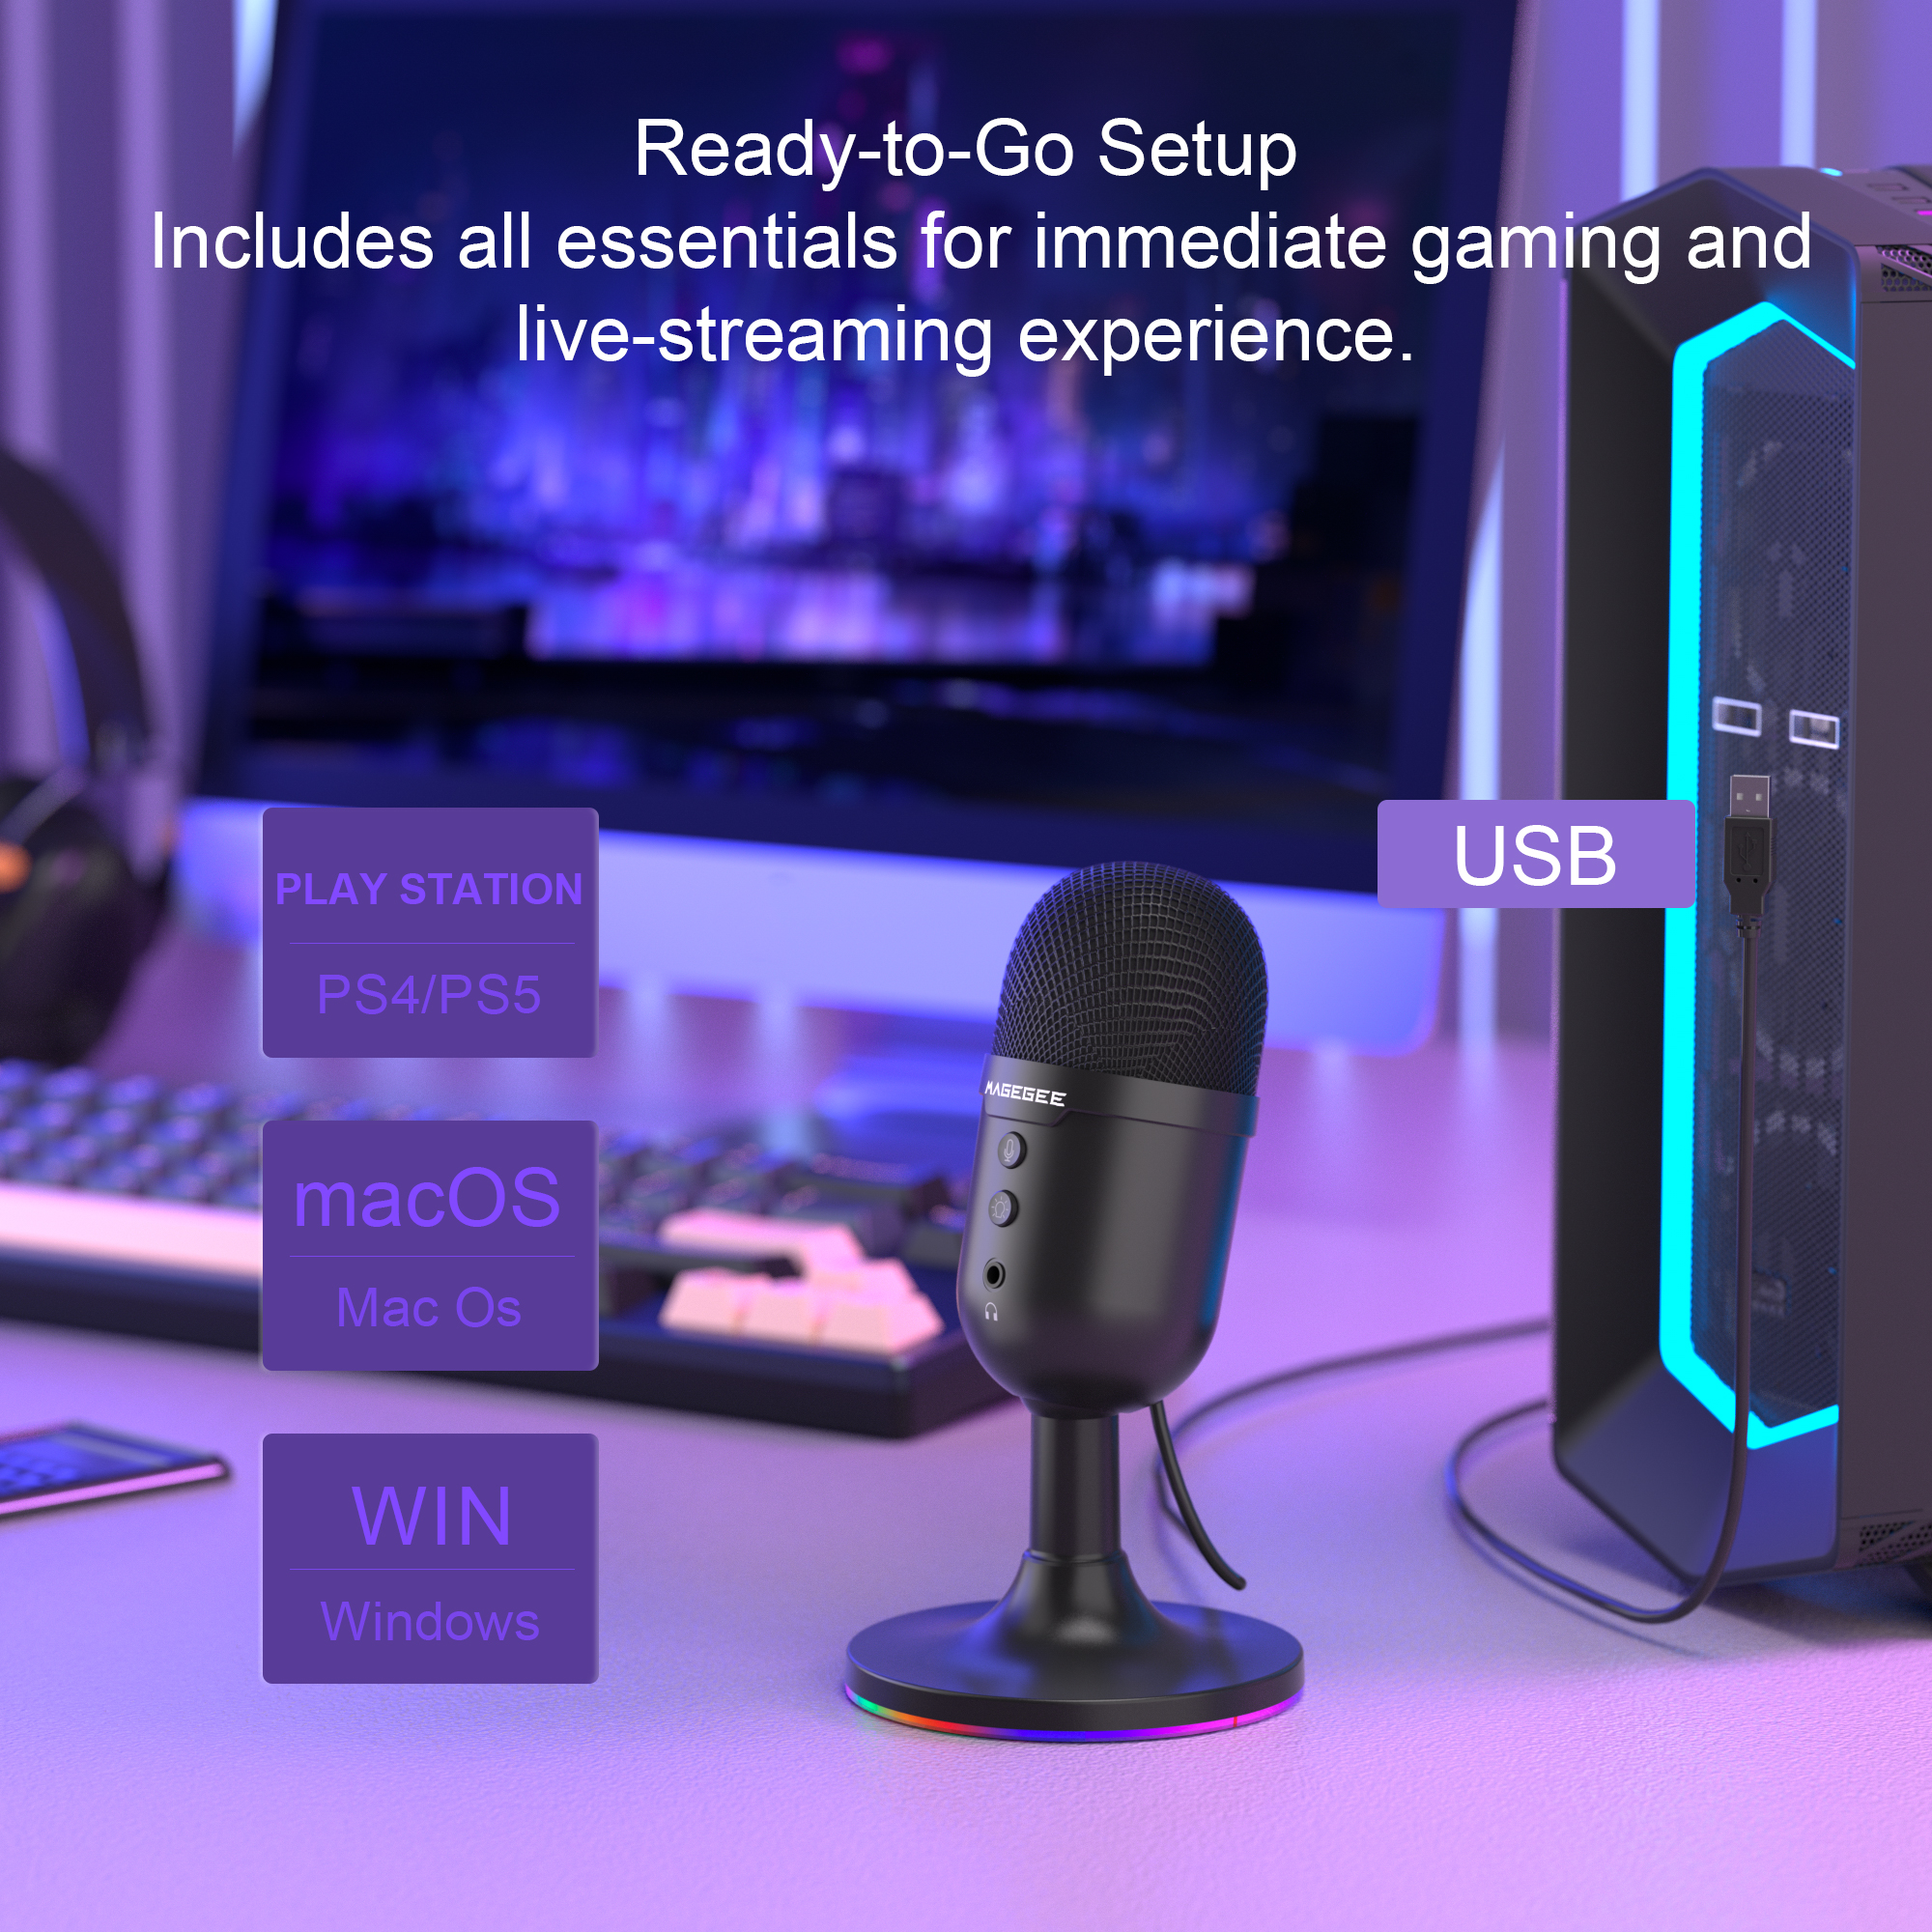 Ready-to-Go Setup
Includes all essentials for immediate gaming and
live-streaming experience.
USB
PLAY STATION
PS4/PS5
MAGEGEE
macOS
Mac Os
WIN
Windows